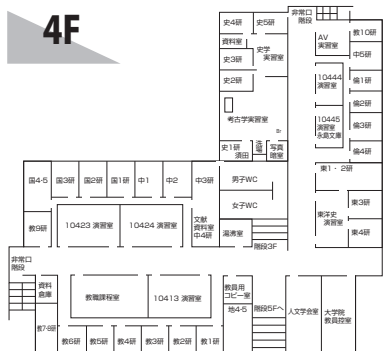 4F
史4研
史5研
非常口
階段
資料室
史学
実習室
史3研
史2研
AV
実習室
教10研
中5研
10444
演習室
倫1研
倫2研
10445
演習室
永島文庫
倫3研
倫4研
考古学実習室
史1研
須田
写真
暗室
東1・2研
国4-5
国3研
国2研
国1研
中1
中2
中3研
男子WC
女子WC
東3研
東洋史
演習室
東4研
教9研
10423 演習室
10424 演習室
文献
資料室
中4研
湯沸室
階段3F
非常口
階段
資料
倉庫
教職課程室
10413 演習室
教員用
コピー室
地4-5
階段5Fへ
人文学会室
大学院
教員控室
教7-8研
教6研
教5研
教4研
教3研
教2研
教1研